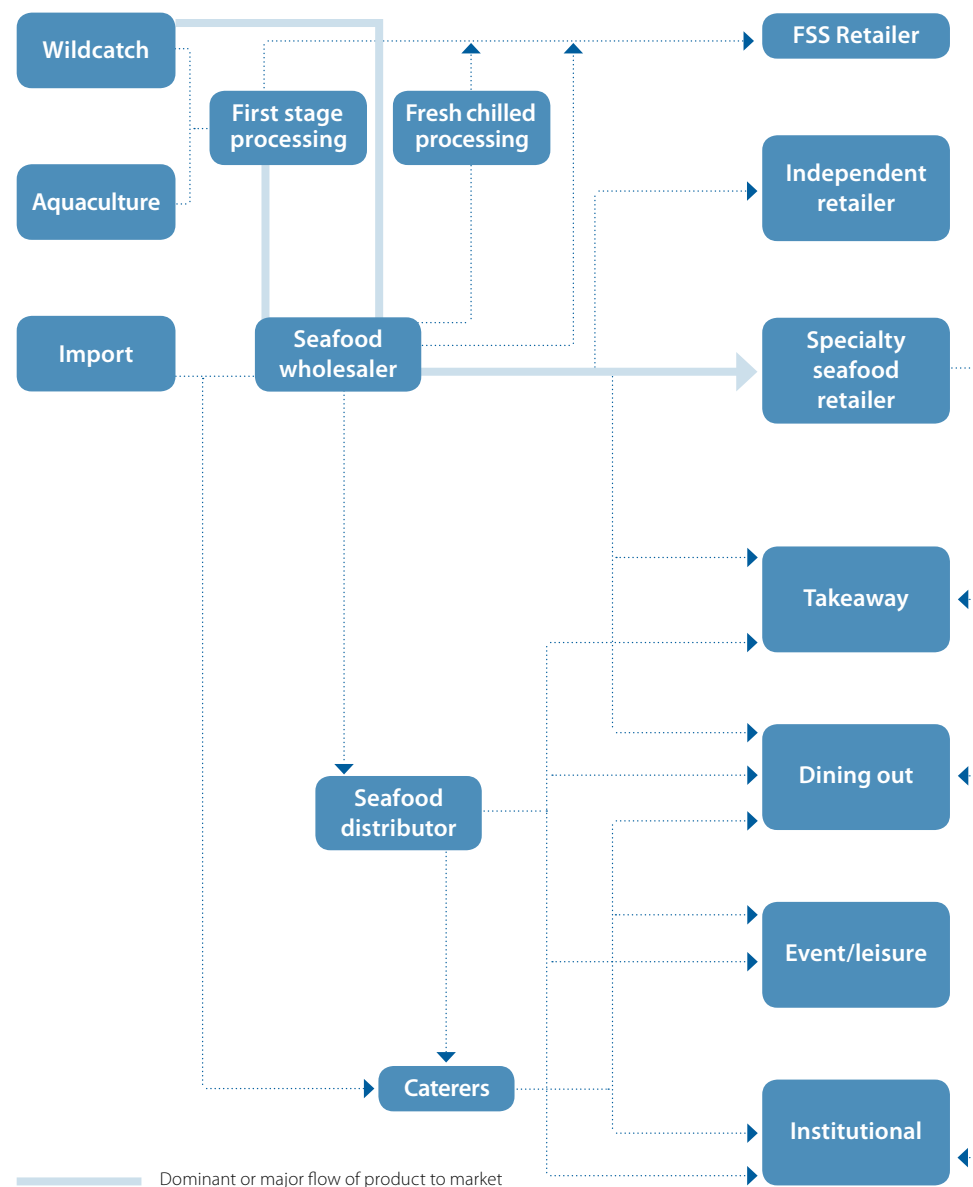 Wildcatch
FSS Retailer
First stage
processing
Fresh chilled
processing
Aquaculture
Independent
retailer
Import
Seafood
wholesaler
Specialty
seafood
retailer
Takeaway
Seafood
distributor
Dining out
Event/leisure
Caterers
Institutional
Dominant or major flow of product to market